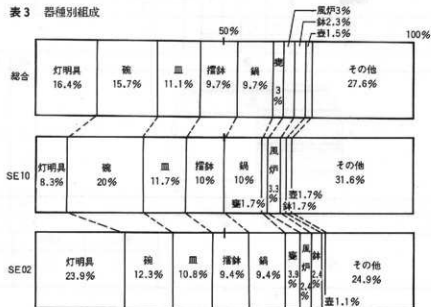 表3 器種別組成
50%
100%
風炉3%
鉢2.3%
壺1.5%
総合
灯明具
16.4%
碗
15.7%
皿
11.1%
擂鉢
9.7%
鍋
9.7%
甕
3
%
その他
27.6%
SE10
灯明具
8.3%
碗
20%
皿
11.7%
擂鉢
10%
鍋
10%
甕1.7%
風
炉
3.3
%
壺1.7%
鉢1.7%
その他
31.6%
SE02
灯明具
23.9%
碗
12.3%
皿
10.8%
擂鉢
9.4%
鍋
9.4%
甕
3.9
%
風
炉
2.4
%
鉢
2.4
%
壺1.1%
その他
24.9%